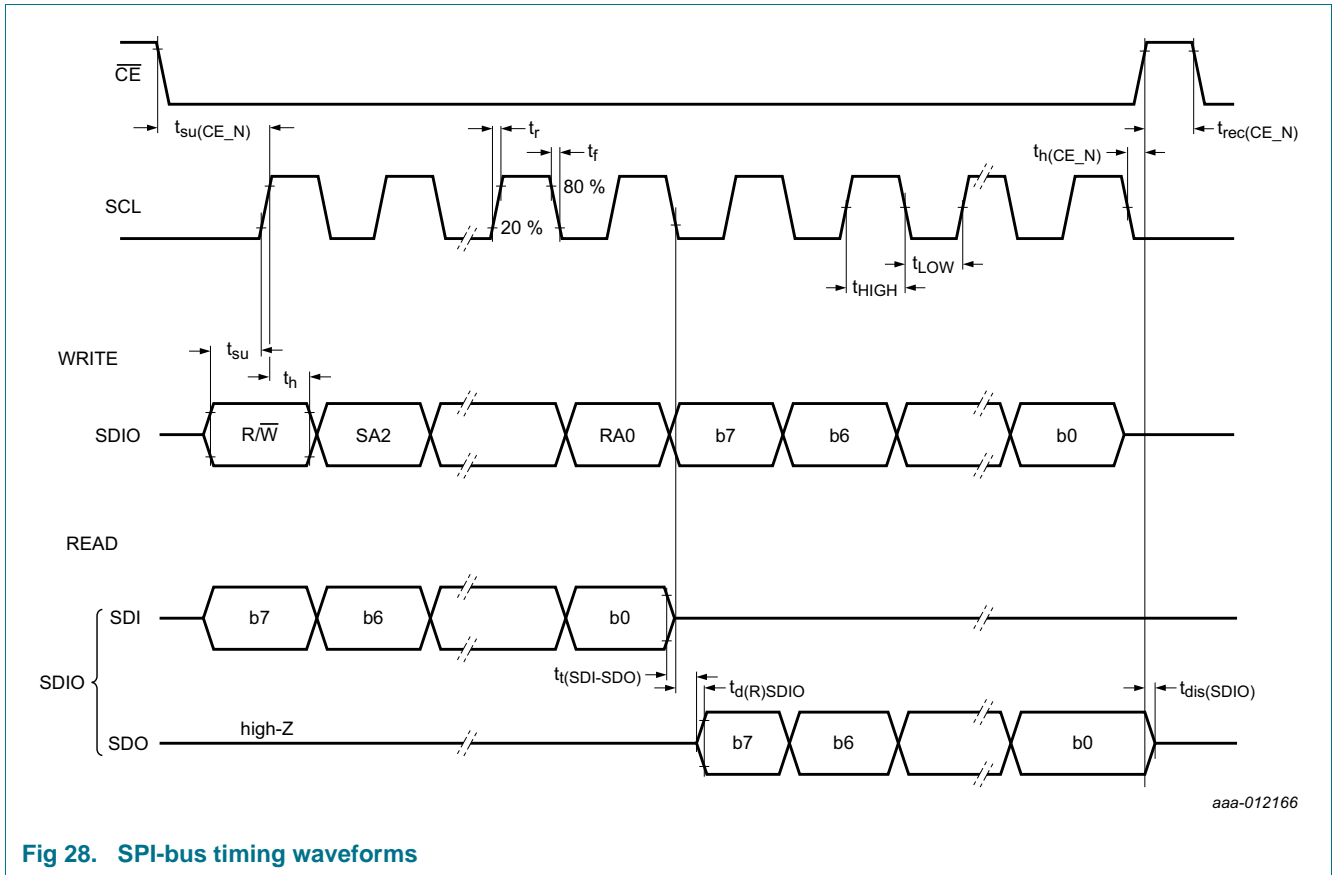 CE
tsu(CE_N)
tr
tf
th(CE_N)
trec(CE_N)
SCL
80 %
20 %
tLOW
tHIGH
WRITE
tsu
th
SDIO
R/W
SA2
RA0
b7
b6
b0
READ
SDI
b7
b6
b0
SDIO
tt(SDI-SDO)
td(R)SDIO
tdis(SDIO)
SDO
high-Z
b7
b6
b0
aaa-012166
Fig 28. SPI-bus timing waveforms